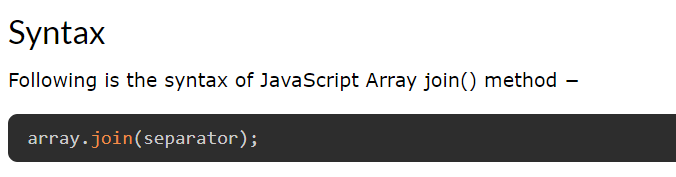 Syntax
Following is the syntax of JavaScript Array join() method −
array.join(separator);